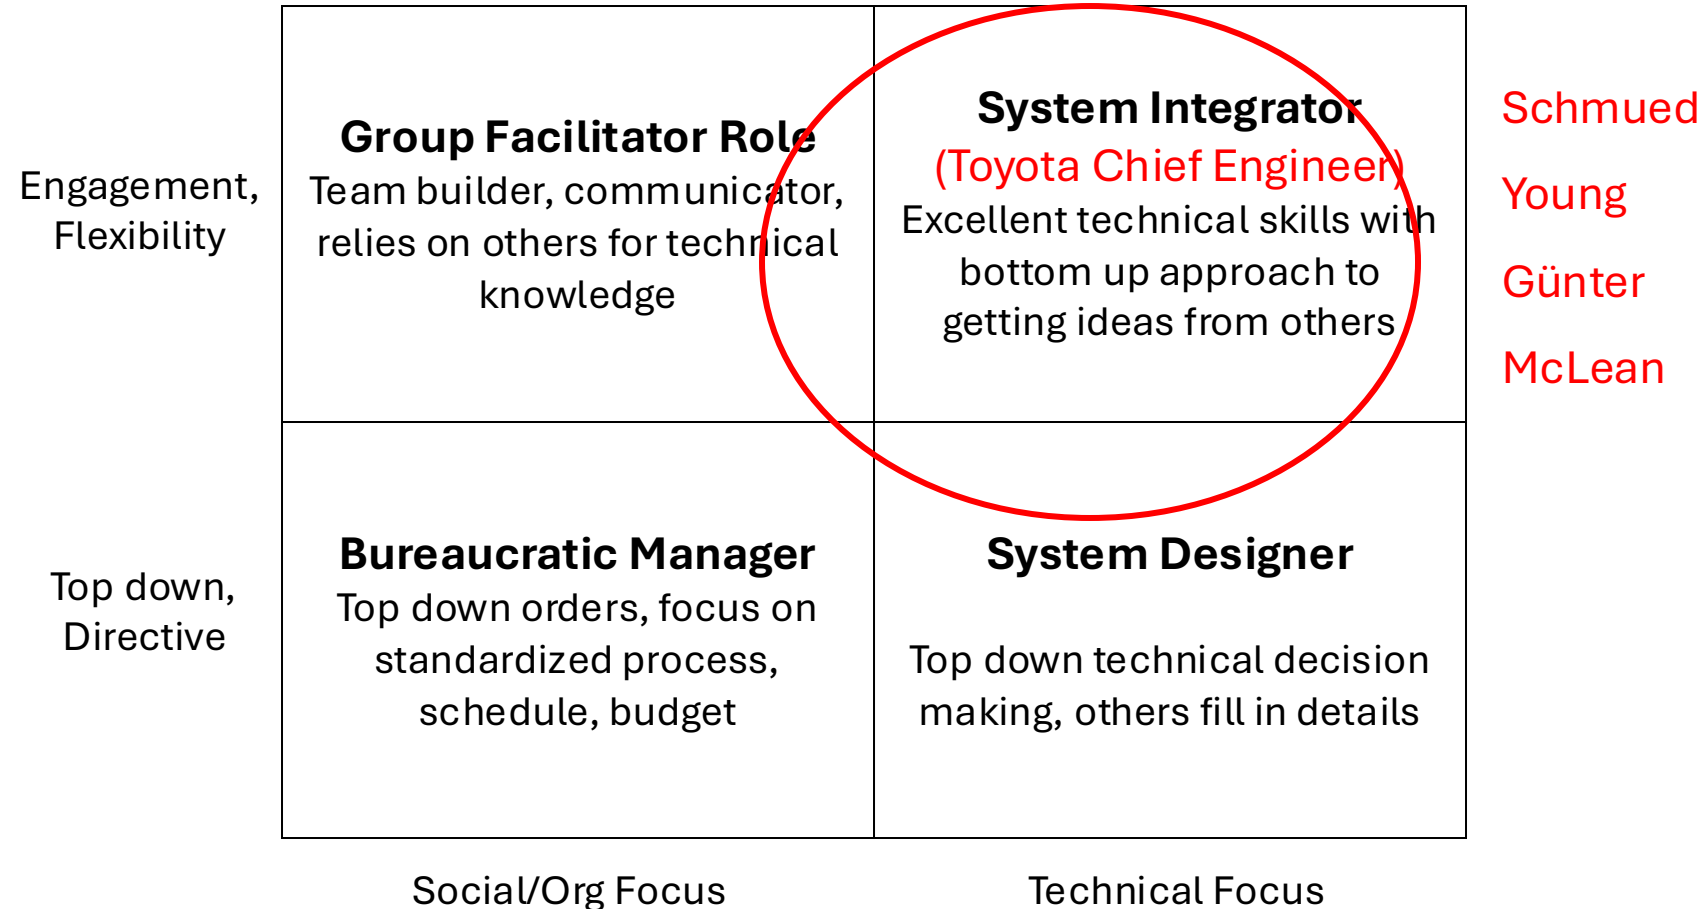 Engagement,
Flexibility
Group Facilitator Role
Team builder, communicator,
relies on others for technical
knowledge
System Integrator
(Toyota Chief Engineer)
Excellent technical skills with
bottom up approach to
getting ideas from others
Schmued
Young
Günter
McLean
Top down,
Directive
Bureaucratic Manager
Top down orders, focus on
standardized process,
schedule, budget
System Designer
Top down technical decision
making, others fill in details
Social/Org Focus
Technical Focus